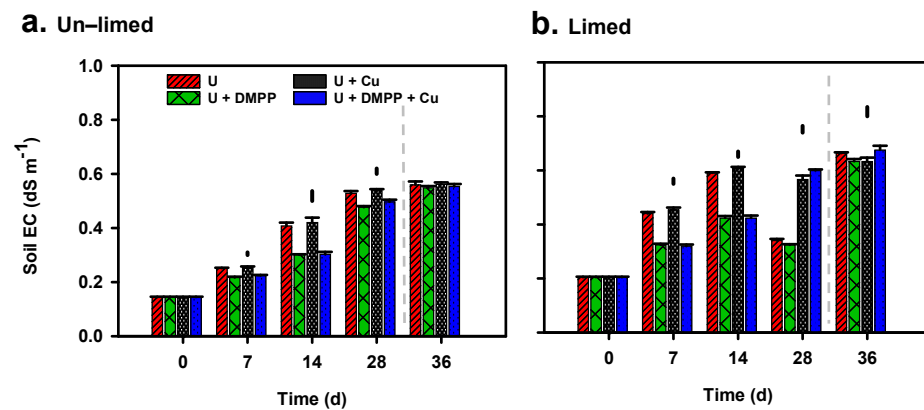 a. Un–limed
b. Limed
Soil EC (dS m-1)
1.0
0.8
0.6
0.4
0.2
0.0
U
U + Cu
U + DMPP
U + DMPP + Cu
0 7 14 28 36
Time (d)
0 7 14 28 36
Time (d)